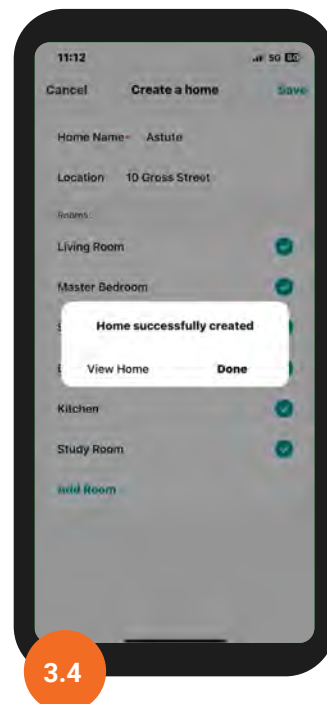 11:12 5G
Cancel Create a home Save
Home Name* Astute
Location 10 Gross Street
Rooms
Living Room
Master Bedroom
Home successfully created
View Home Done
Kitchen
Study Room
Add Room
3.4